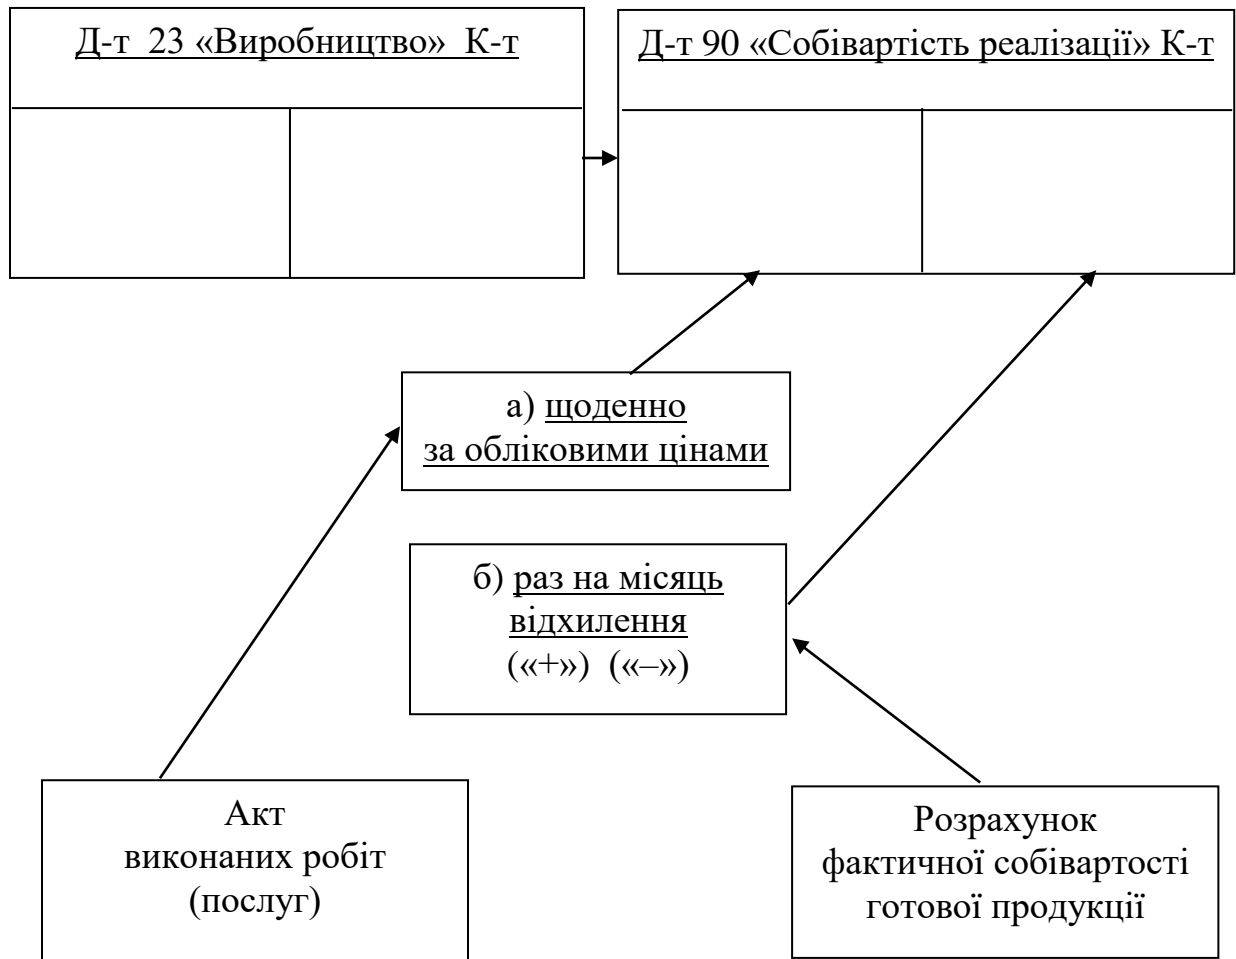 Д-т 23 «Виробництво» К-т
Д-т 90 «Собівартість реалізації» К-т
а) щоденно
за обліковими цінами
б) раз на місяць
відхилення
(«+») («–»)
Акт
виконаних робіт
(послуг)
Розрахунок
фактичної собівартості
готової продукції